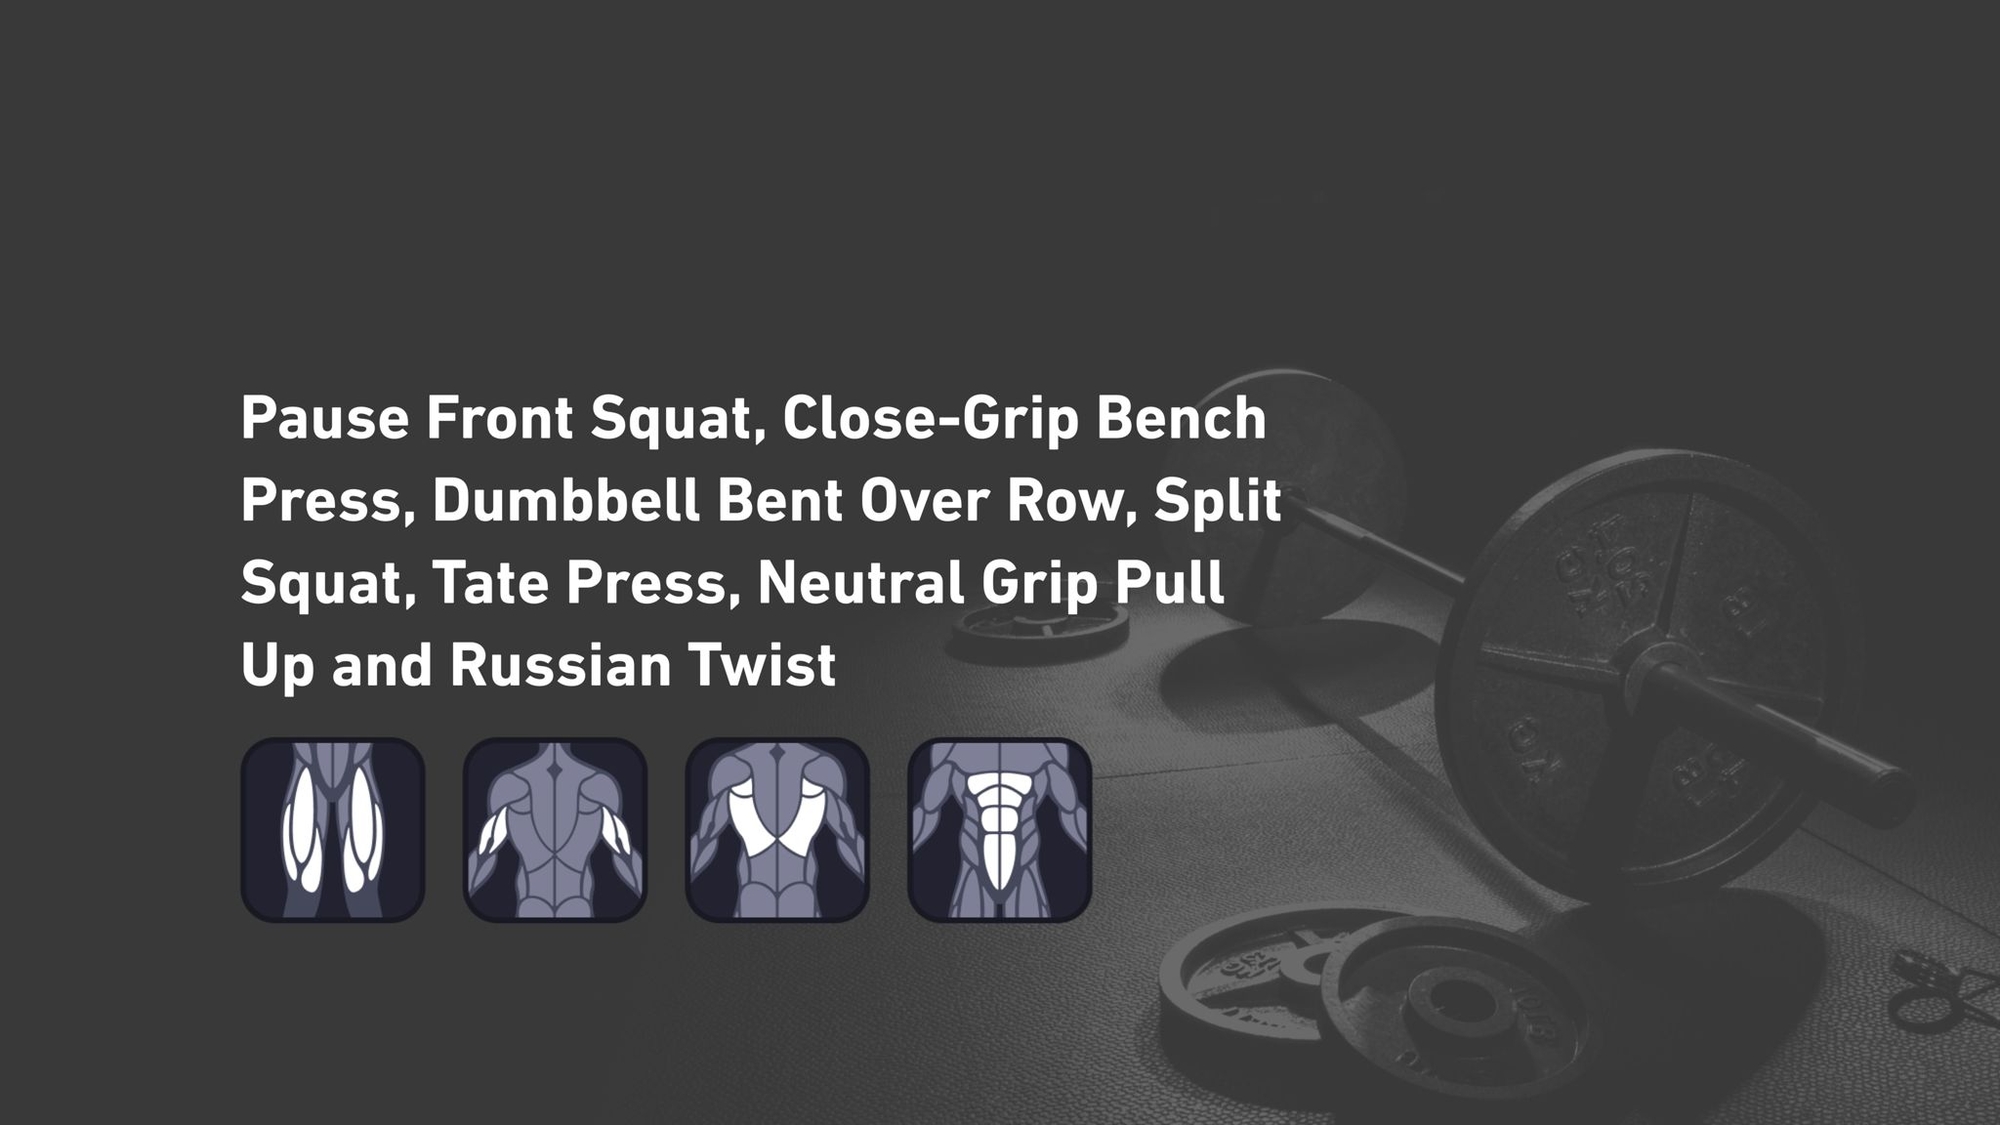 Pause Front Squat, Close-Grip Bench
Press, Dumbbell Bent Over Row, Split
Squat, Tate Press, Neutral Grip Pull
Up and Russian Twist